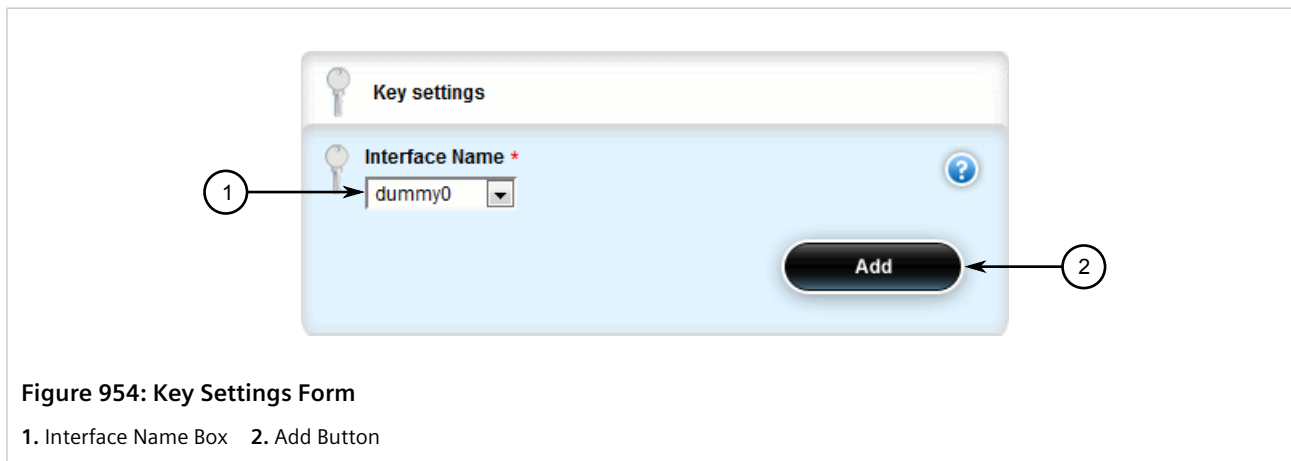 Key settings
Interface Name *
?
1
dummy0
Add
2
Figure 954: Key Settings Form
1. Interface Name Box 2. Add Button